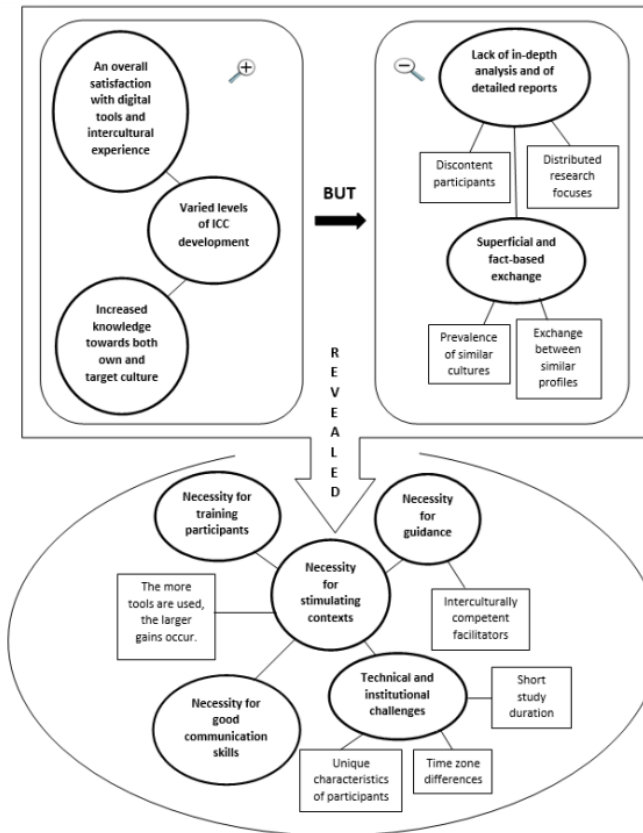 An overall
satisfaction
with digital
tools and
intercultural
experience
Varied levels
of ICC
development
Increased
knowledge
towards both
own and
target culture
BUT
Lack of in-depth
analysis and of
detailed reports
Discontent
participants
Distributed
research
focuses
Superficial and
fact-based
exchange
Prevalence
of similar
cultures
Exchange
between
similar
profiles
R
E
V
E
A
L
E
D
Necessity for
training
participants
Necessity
for
guidance
Necessity
for
stimulating
contexts
The more
tools are used,
the larger
gains occur.
Interculturally
competent
facilitators
Necessity for
good
communication
skills
Technical and
institutional
challenges
Short
study
duration
Unique
characteristics
of participants
Time zone
differences